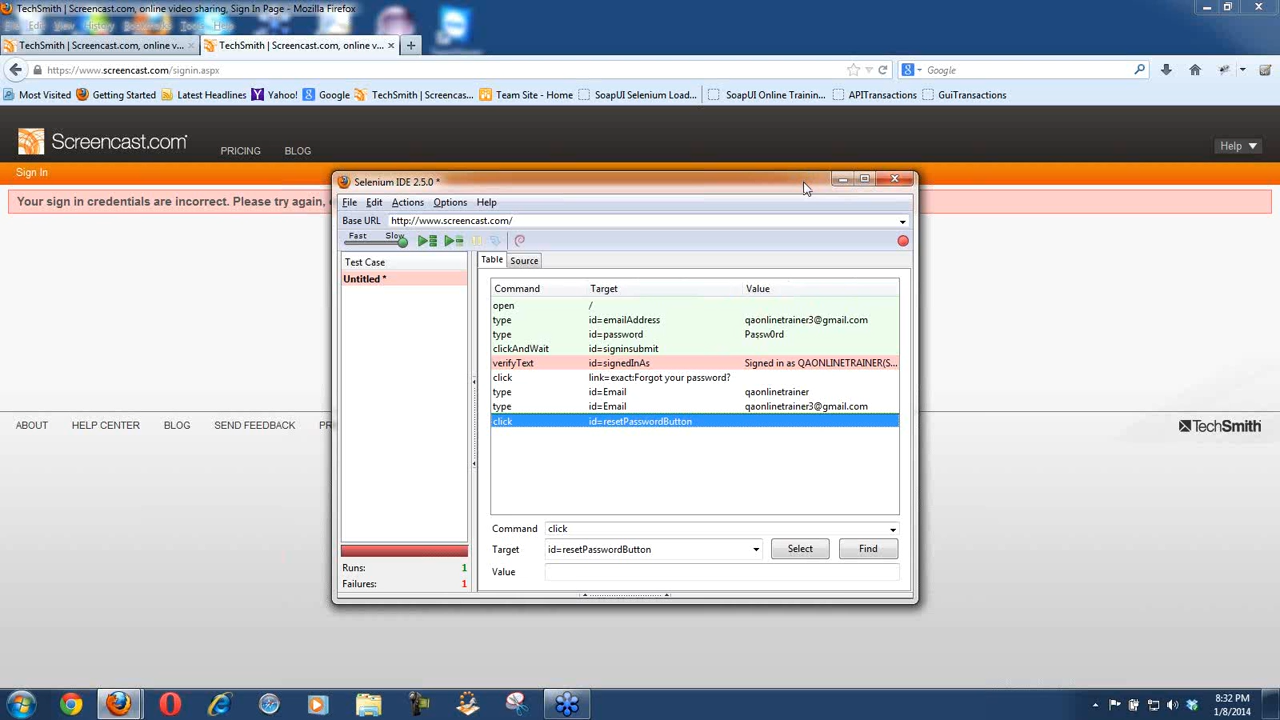 TechSmith | Screencast.com, online video sharing, Sign In Page - Mozilla Firefox
File Edit View History Bookmarks Tools Help
TechSmith | Screencast.com, online v... × TechSmith | Screencast.com, online v... × +
https://www.screencast.com/signin.aspx Google
Most Visited Getting Started Latest Headlines Yahoo! Google TechSmith | Screencas... Team Site - Home SoapUI Selenium Load... SoapUI Online Trainin... APITransactions GuiTransactions
Screencast.com PRICING BLOG Help
Sign In
Your sign in credentials are incorrect. Please try again,
Selenium IDE 2.5.0 *
File Edit Actions Options Help
Base URL http://www.screencast.com/
Fast Slow
Test Case
Untitled *
Table Source
Command Target Value
open /
type id=emailAddress qaonlinetrainer3@gmail.com
type id=password Passw0rd
clickAndWait id=signinsubmit
verifyText id=signedInAs Signed in as QAONLINETRAINER(S...
click link=exact:Forgot your password?
type id=Email qaonlinetrainer
type id=Email qaonlinetrainer3@gmail.com
click id=resetPasswordButton
Command click
Target id=resetPasswordButton Select Find
Value
Runs: 1
Failures: 1
ABOUT HELP CENTER BLOG SEND FEEDBACK PRI
TechSmith
8:32 PM
1/8/2014